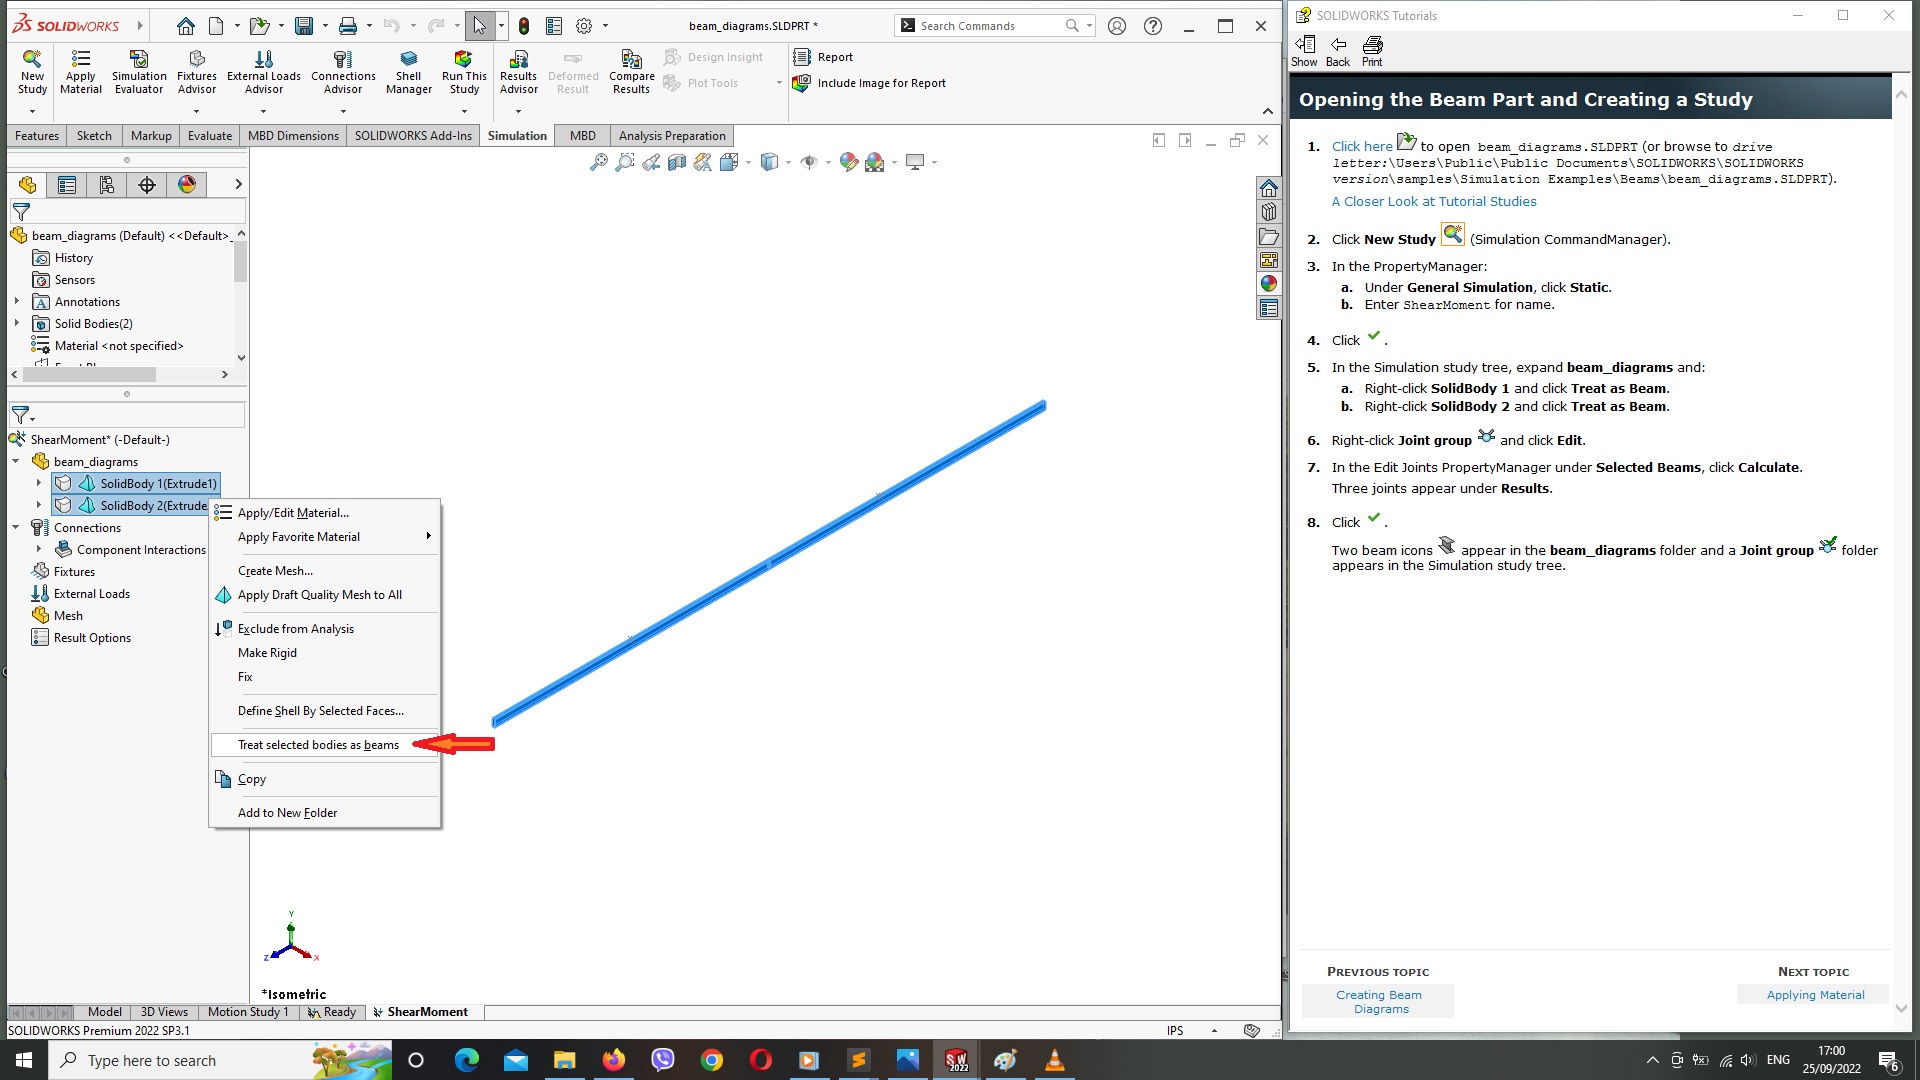 SOLIDWORKS
beam_diagrams.SLDPRT *
Search Commands
New Study
Apply Material
Simulation Evaluator
Fixtures Advisor
External Loads Advisor
Connections Advisor
Shell Manager
Run This Study
Results Advisor
Deformed Result
Compare Results
Design Insight
Plot Tools
Report
Include Image for Report
Features
Sketch
Markup
Evaluate
MBD Dimensions
SOLIDWORKS Add-Ins
Simulation
MBD
Analysis Preparation
beam_diagrams (Default) <<Default>_
History
Sensors
Annotations
Solid Bodies(2)
Material <not specified>
ShearMoment* (-Default-)
beam_diagrams
SolidBody 1(Extrude1)
SolidBody 2(Extrude
Connections
Component Interactions
Fixtures
External Loads
Mesh
Result Options
Apply/Edit Material...
Apply Favorite Material
Create Mesh...
Apply Draft Quality Mesh to All
Exclude from Analysis
Make Rigid
Fix
Define Shell By Selected Faces...
Treat selected bodies as beams
Copy
Add to New Folder
Y
Z
X
*Isometric
Model
3D Views
Motion Study 1
Ready
ShearMoment
SOLIDWORKS Premium 2022 SP3.1
IPS
SOLIDWORKS Tutorials
Show
Back
Print
Opening the Beam Part and Creating a Study
1. Click here to open beam_diagrams.SLDPRT (or browse to drive
letter:\Users\Public\Public Documents\SOLIDWORKS\SOLIDWORKS
version\samples\Simulation Examples\Beams\beam_diagrams.SLDPRT).
A Closer Look at Tutorial Studies
2. Click New Study (Simulation CommandManager).
3. In the PropertyManager:
a. Under General Simulation, click Static.
b. Enter ShearMoment for name.
4. Click .
5. In the Simulation study tree, expand beam_diagrams and:
a. Right-click SolidBody 1 and click Treat as Beam.
b. Right-click SolidBody 2 and click Treat as Beam.
6. Right-click Joint group and click Edit.
7. In the Edit Joints PropertyManager under Selected Beams, click Calculate.
Three joints appear under Results.
8. Click .
Two beam icons appear in the beam_diagrams folder and a Joint group folder
appears in the Simulation study tree.
PREVIOUS TOPIC
Creating Beam
Diagrams
NEXT TOPIC
Applying Material
Type here to search
SW
2022
ENG
17:00
25/09/2022
6